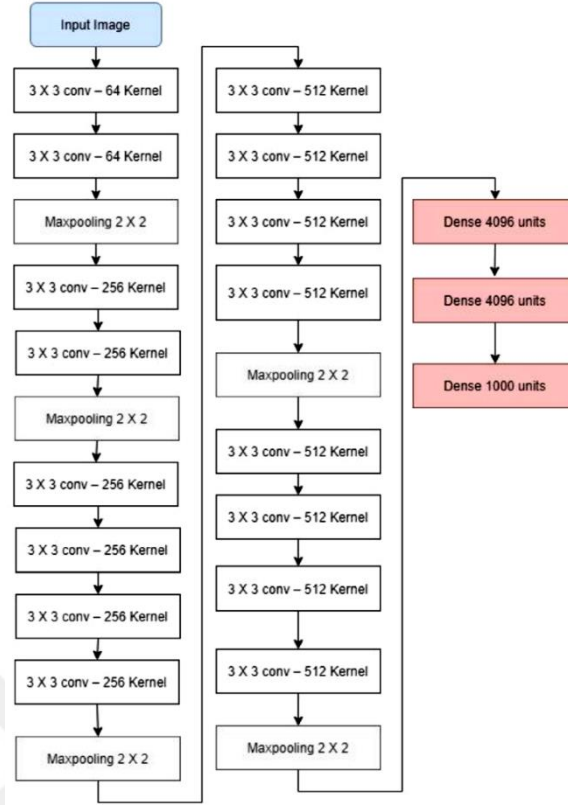 Input Image
3 X 3 conv – 64 Kernel
3 X 3 conv – 64 Kernel
Maxpooling 2 X 2
3 X 3 conv – 256 Kernel
3 X 3 conv – 256 Kernel
Maxpooling 2 X 2
3 X 3 conv – 256 Kernel
3 X 3 conv – 256 Kernel
3 X 3 conv – 256 Kernel
3 X 3 conv – 256 Kernel
Maxpooling 2 X 2
3 X 3 conv – 512 Kernel
3 X 3 conv – 512 Kernel
3 X 3 conv – 512 Kernel
3 X 3 conv – 512 Kernel
Maxpooling 2 X 2
3 X 3 conv – 512 Kernel
3 X 3 conv – 512 Kernel
3 X 3 conv – 512 Kernel
3 X 3 conv – 512 Kernel
Maxpooling 2 X 2
Dense 4096 units
Dense 4096 units
Dense 1000 units